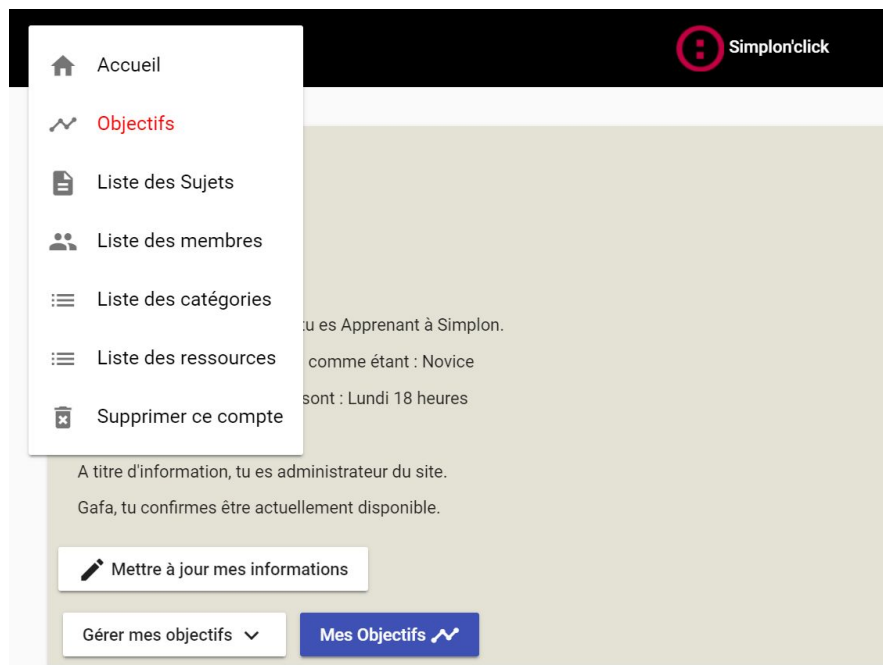 Simplon'click
Accueil
Objectifs
Liste des Sujets
Liste des membres
Liste des catégories
Liste des ressources
Supprimer ce compte
tu es Apprenant à Simplon.
comme étant : Novice
sont : Lundi 18 heures
A titre d'information, tu es administrateur du site.
Gafa, tu confirmes être actuellement disponible.
Mettre à jour mes informations
Gérer mes objectifs
Mes Objectifs